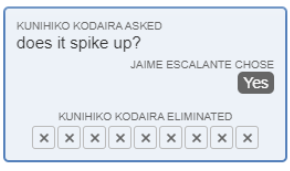 KUNIHIKO KODAIRA ASKED
does it spike up?
JAIME ESCALANTE CHOSE
Yes
KUNIHIKO KODAIRA ELIMINATED
× × × × × × × × ×